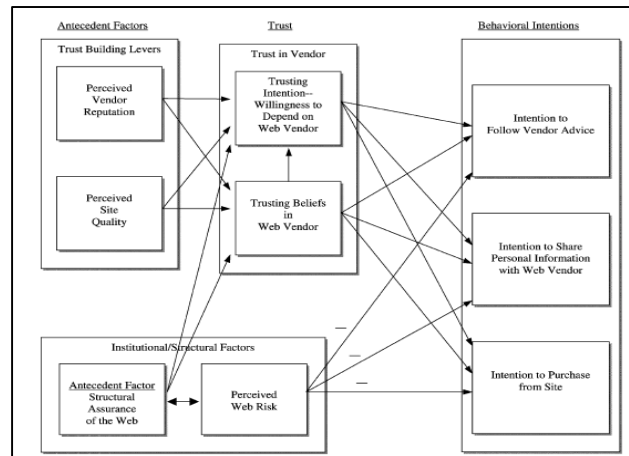 Antecedent Factors
Trust
Behavioral Intentions
Trust Building Levers
Perceived
Vendor
Reputation
Perceived
Site
Quality
Trust in Vendor
Trusting
Intention--
Willingness to
Depend on
Web Vendor
Trusting Beliefs
in
Web Vendor
Intention to
Follow Vendor Advice
Intention to Share
Personal Information
with Web Vendor
Intention to Purchase
from Site
Institutional/Structural Factors
Antecedent Factor
Structural
Assurance
of the Web
Perceived
Web Risk
—
—
—